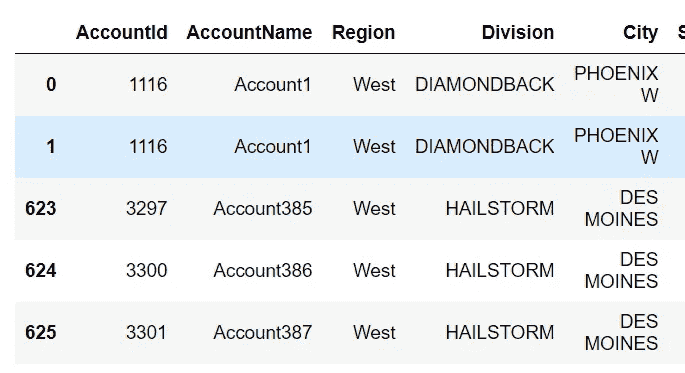 AccountId AccountName Region Division City S
0 1116 Account1 West DIAMONDBACK PHOENIX W
1 1116 Account1 West DIAMONDBACK PHOENIX W
623 3297 Account385 West HAILSTORM DES MOINES
624 3300 Account386 West HAILSTORM DES MOINES
625 3301 Account387 West HAILSTORM DES MOINES